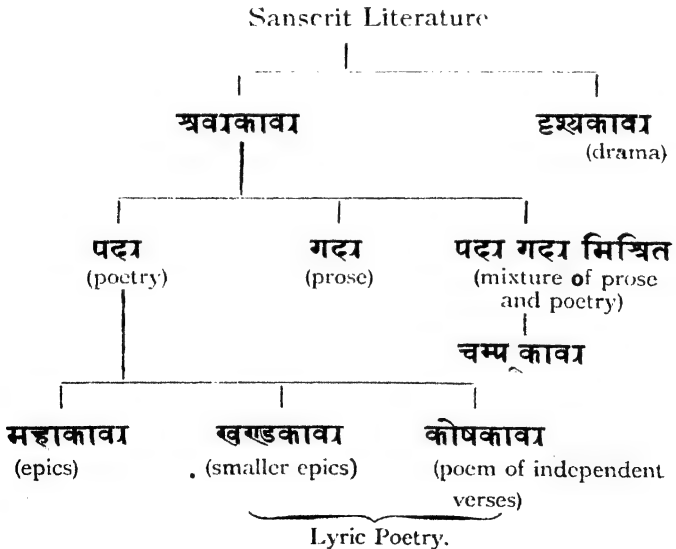 Sanscrit Literature
श्रव्यकाव्य दृश्यकाव्य
(drama)
पद्य गद्य पद्य गद्य मिश्रित
(poetry) (prose) (mixture of prose
and poetry)
चम्पू काव्य
महाकाव्य खण्डकाव्य कोषकाव्य
(epics) (smaller epics) (poem of independent
verses)
Lyric Poetry.